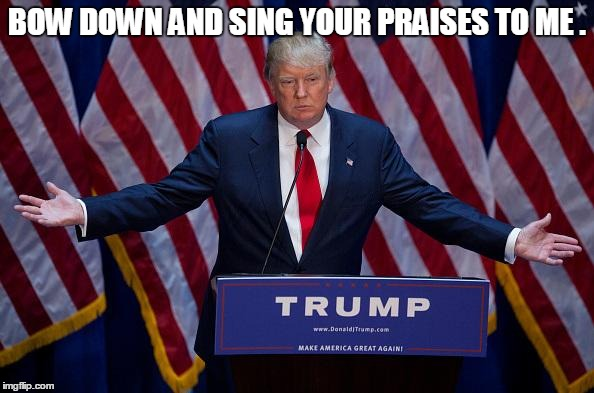 BOW DOWN AND SING YOUR PRAISES TO ME .
TRUMP
www.DonaldJTrump.com
MAKE AMERICA GREAT AGAIN!
imgflip.com